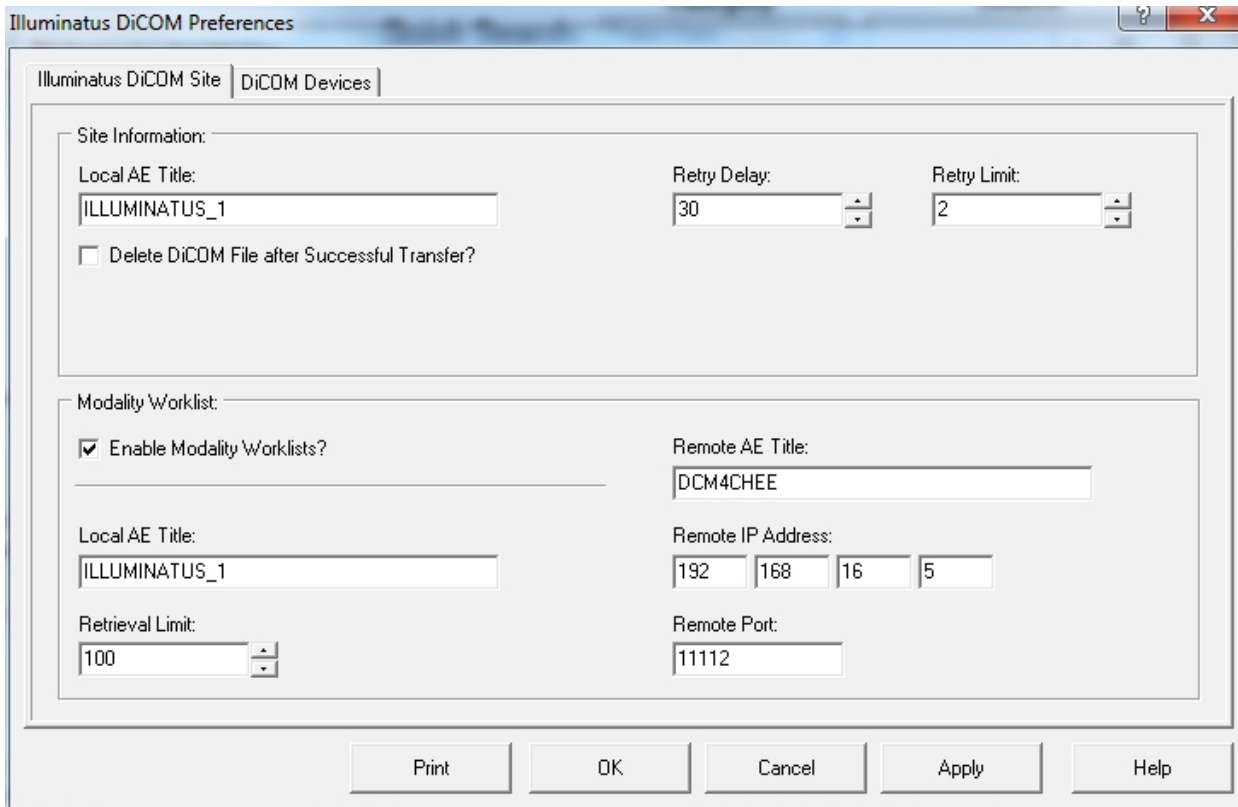 Illuminatus DiCOM Preferences
Illuminatus DiCOM Site
DiCOM Devices
Site Information:
Local AE Title:
Retry Delay:
Retry Limit:
ILLUMINATUS_1
30
2
Delete DiCOM File after Successful Transfer?
Modality Worklist:
Enable Modality Worklists?
Remote AE Title:
DCM4CHEE
Local AE Title:
Remote IP Address:
ILLUMINATUS_1
192 168 16 5
Retrieval Limit:
Remote Port:
100
11112
Print
OK
Cancel
Apply
Help